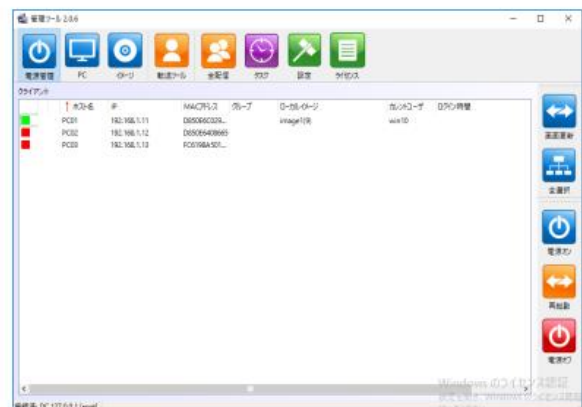 管理ツール 2.0.6
電源管理 PC イメージ 転送ツール 全配信 タスク 設定 ライセンス
クライアント
↑ ホスト名 IP MACアドレス グループ ローカルイメージ カレントユーザ ログイン時間
PC01 192.168.1.11 image1(9) win10
PC02 192.168.1.12
PC03 192.168.1.13
画面更新
全選択
電源オン
再起動
電源オフ
Windows のライセンス認証